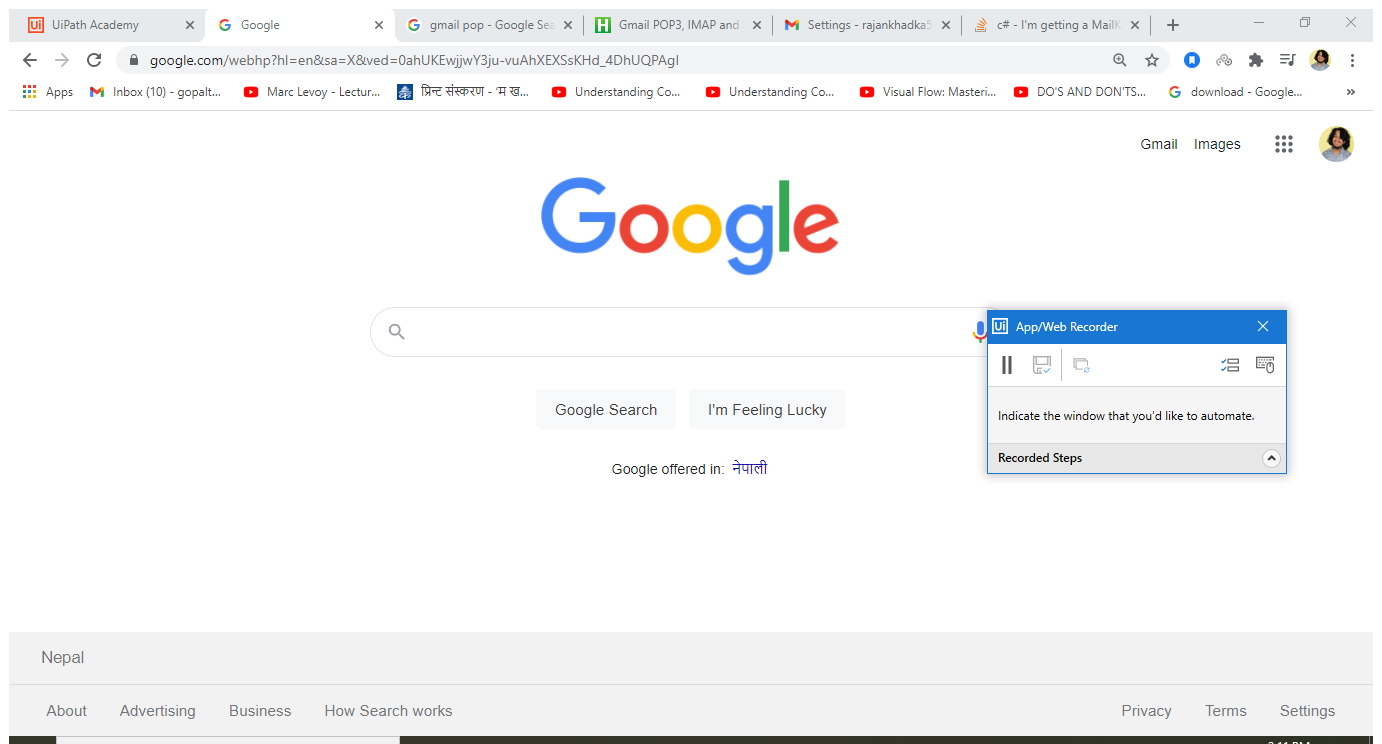 UiPath Academy
Google
gmail pop - Google Sea
Gmail POP3, IMAP and
Settings - rajankhadka5
c# - I'm getting a MailK
google.com/webhp?hl=en&sa=X&ved=0ahUKEwjjwY3ju-vuAhXEXSsKHd_4DhUQPAgI
Apps
Inbox (10) - gopalt...
Marc Levoy - Lectur...
प्रिन्ट संस्करण - 'म ख...
Understanding Co...
Understanding Co...
Visual Flow: Masteri...
DO'S AND DON'TS...
download - Google...
»
Gmail
Images
Google
Ui App/Web Recorder
Indicate the window that you'd like to automate.
Recorded Steps
Google Search
I'm Feeling Lucky
Google offered in: नेपाली
Nepal
About
Advertising
Business
How Search works
Privacy
Terms
Settings